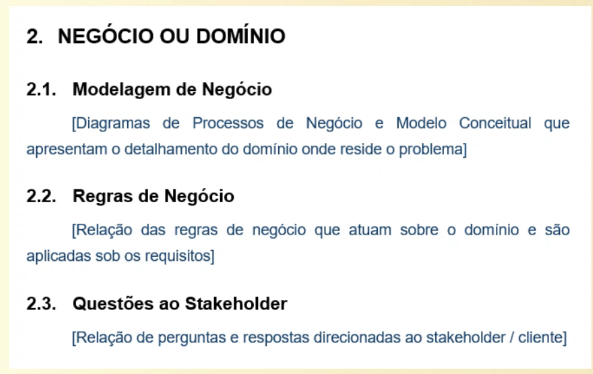 2. NEGÓCIO OU DOMÍNIO
2.1. Modelagem de Negócio
[Diagramas de Processos de Negócio e Modelo Conceitual que
apresentam o detalhamento do domínio onde reside o problema]
2.2. Regras de Negócio
[Relação das regras de negócio que atuam sobre o domínio e são
aplicadas sob os requisitos]
2.3. Questões ao Stakeholder
[Relação de perguntas e respostas direcionadas ao stakeholder / cliente]